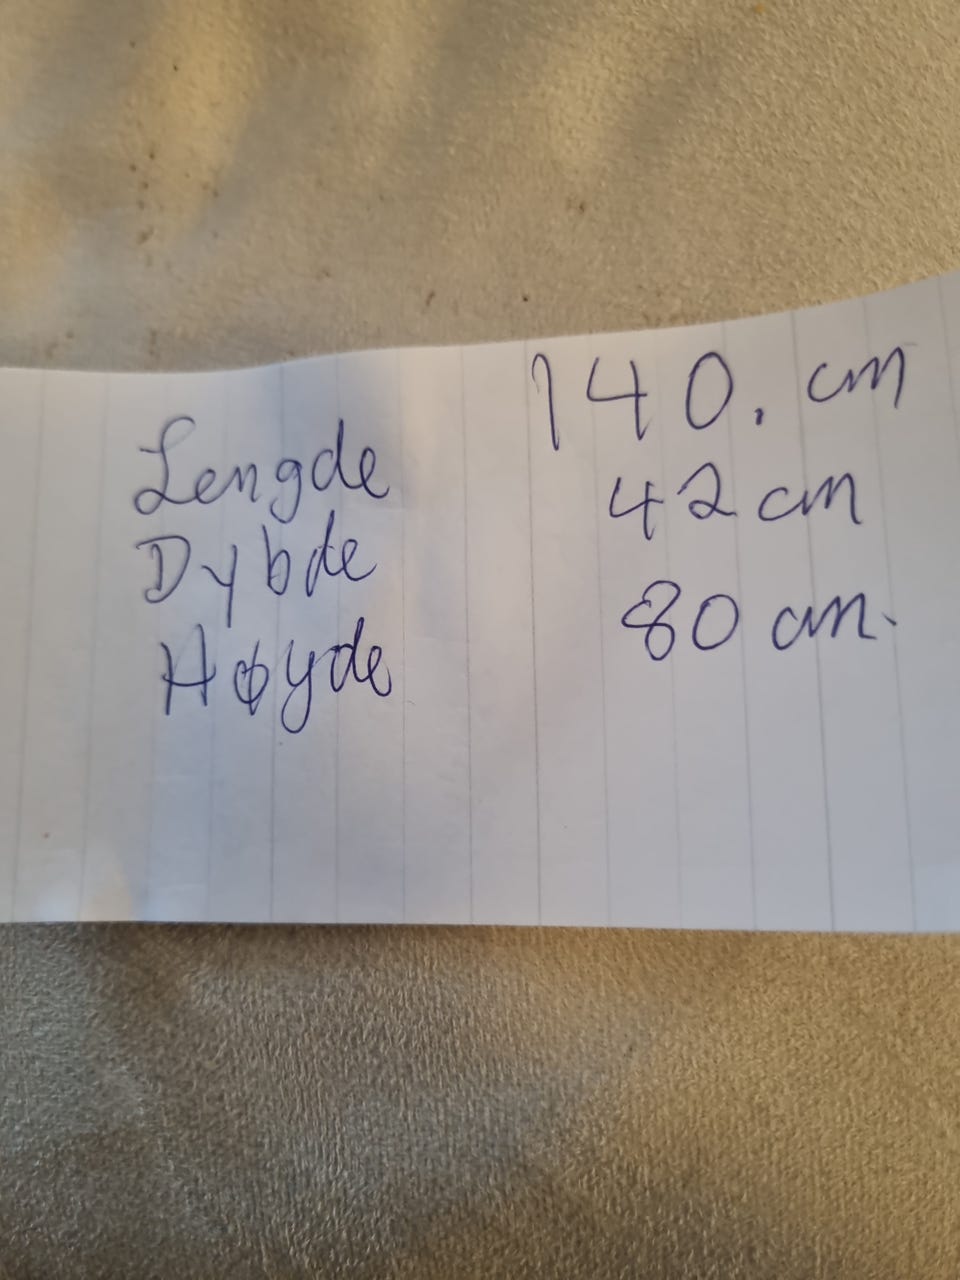 Lengde 140. cm
Dybde 42 cm
Høyde 80 cm.